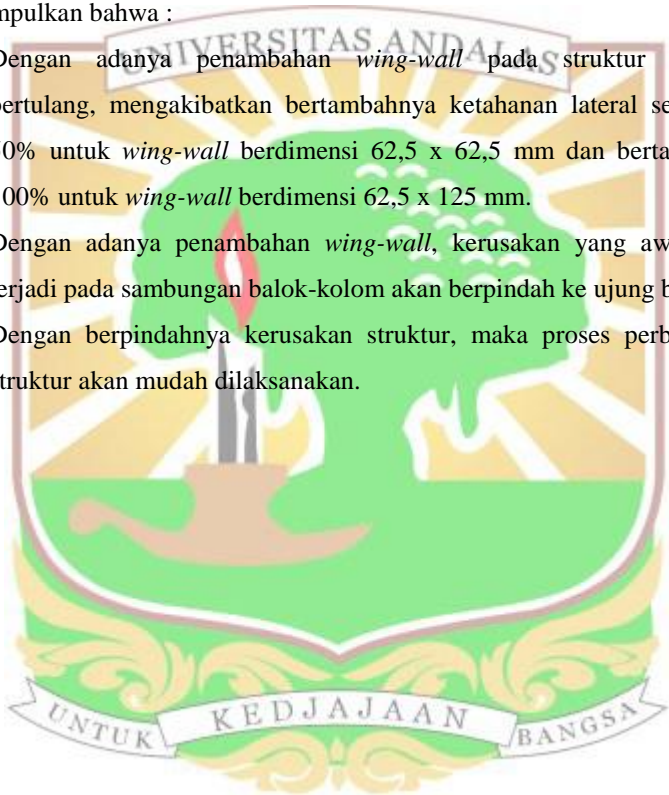 mpulkan bahwa :
Dengan adanya penambahan wing-wall pada struktur
bertulang, mengakibatkan bertambahnya ketahanan lateral se
0% untuk wing-wall berdimensi 62,5 x 62,5 mm dan berta
00% untuk wing-wall berdimensi 62,5 x 125 mm.
Dengan adanya penambahan wing-wall, kerusakan yang aw
erjadi pada sambungan balok-kolom akan berpindah ke ujung b
Dengan berpindahnya kerusakan struktur, maka proses perb
truktur akan mudah dilaksanakan.
UNIVERSITAS ANDALAS
UNTUK KEDJAJAAN BANGSA